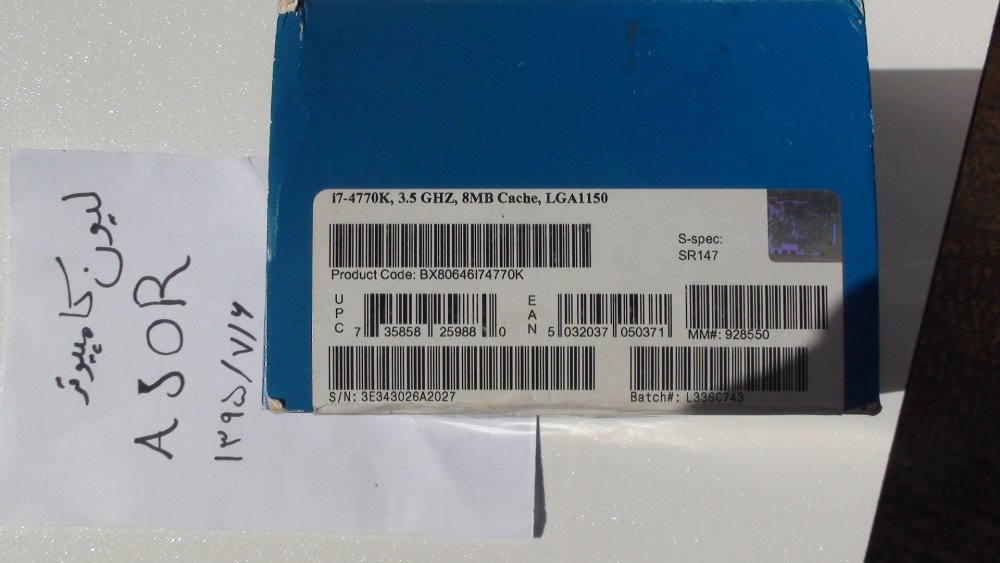 لیون کامپیوتر
ASOR
۱۳۹۵/۷/۶
i7-4770K, 3.5 GHZ, 8MB Cache, LGA1150
S-spec:
SR147
Product Code: BX80646I74770K
UPC
7 35858 25988 0
EAN
5 032037 050371
MM#: 928550
S/N: 3E343026A2027
Batch#: L336C743